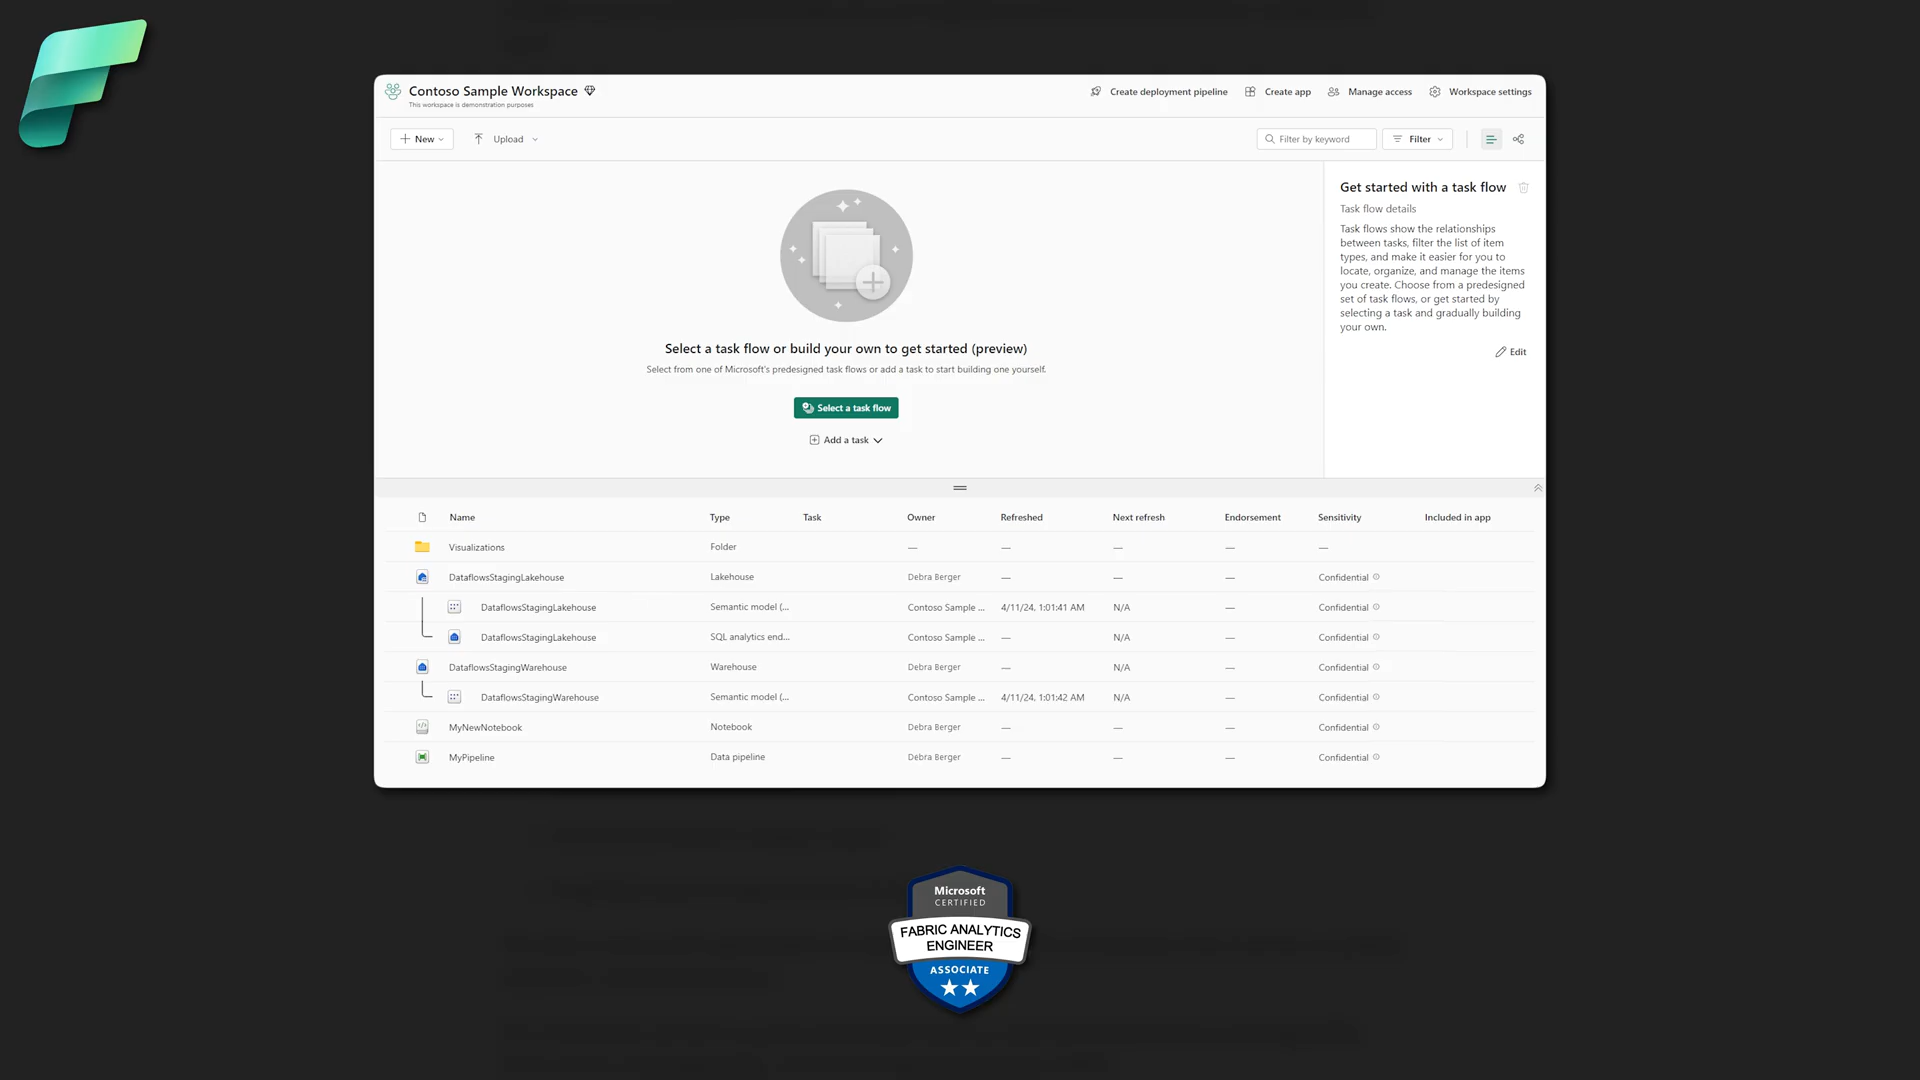 Contoso Sample Workspace
This workspace is demonstration purposes
Create deployment pipeline
Create app
Manage access
Workspace settings
New
Upload
Filter by keyword
Filter
Get started with a task flow
Task flow details
Task flows show the relationships
between tasks, filter the list of item
types, and make it easier for you to
locate, organize, and manage the items
you create. Choose from a predesigned
set of task flows, or get started by
selecting a task and gradually building
your own.
Edit
Select a task flow or build your own to get started (preview)
Select from one of Microsoft's predesigned task flows or add a task to start building one yourself.
Select a task flow
Add a task
Name Type Task Owner Refreshed Next refresh Endorsement Sensitivity Included in app
Visualizations Folder — — — — —
DataflowsStagingLakehouse Lakehouse Debra Berger — — — Confidential
DataflowsStagingLakehouse Semantic model (... Contoso Sample ... 4/11/24, 1:01:41 AM N/A — Confidential
DataflowsStagingLakehouse SQL analytics end... Contoso Sample ... — N/A — Confidential
DataflowsStagingWarehouse Warehouse Debra Berger — N/A — Confidential
DataflowsStagingWarehouse Semantic model (... Contoso Sample ... 4/11/24, 1:01:42 AM N/A — Confidential
MyNewNotebook Notebook Debra Berger — — — Confidential
MyPipeline Data pipeline Debra Berger — — — Confidential
Microsoft
CERTIFIED
FABRIC ANALYTICS
ENGINEER
ASSOCIATE